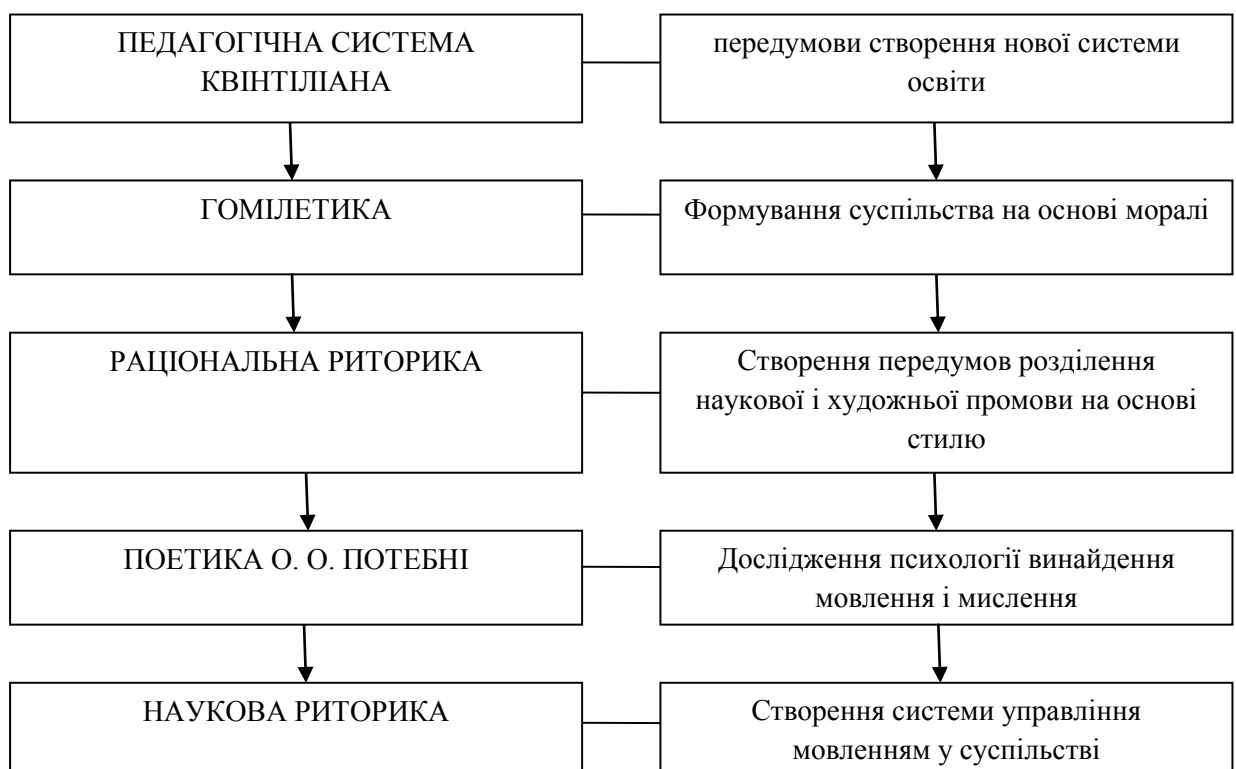 ПЕДАГОГІЧНА СИСТЕМА
КВІНТІЛІАНА
передумови створення нової системи
освіти
ГОМІЛЕТИКА
Формування суспільства на основі моралі
РАЦІОНАЛЬНА РИТОРИКА
Створення передумов розділення
наукової і художньої промови на основі
стилю
ПОЕТИКА О. О. ПОТЕБНІ
Дослідження психології винайдення
мовлення і мислення
НАУКОВА РИТОРИКА
Створення системи управління
мовленням у суспільстві